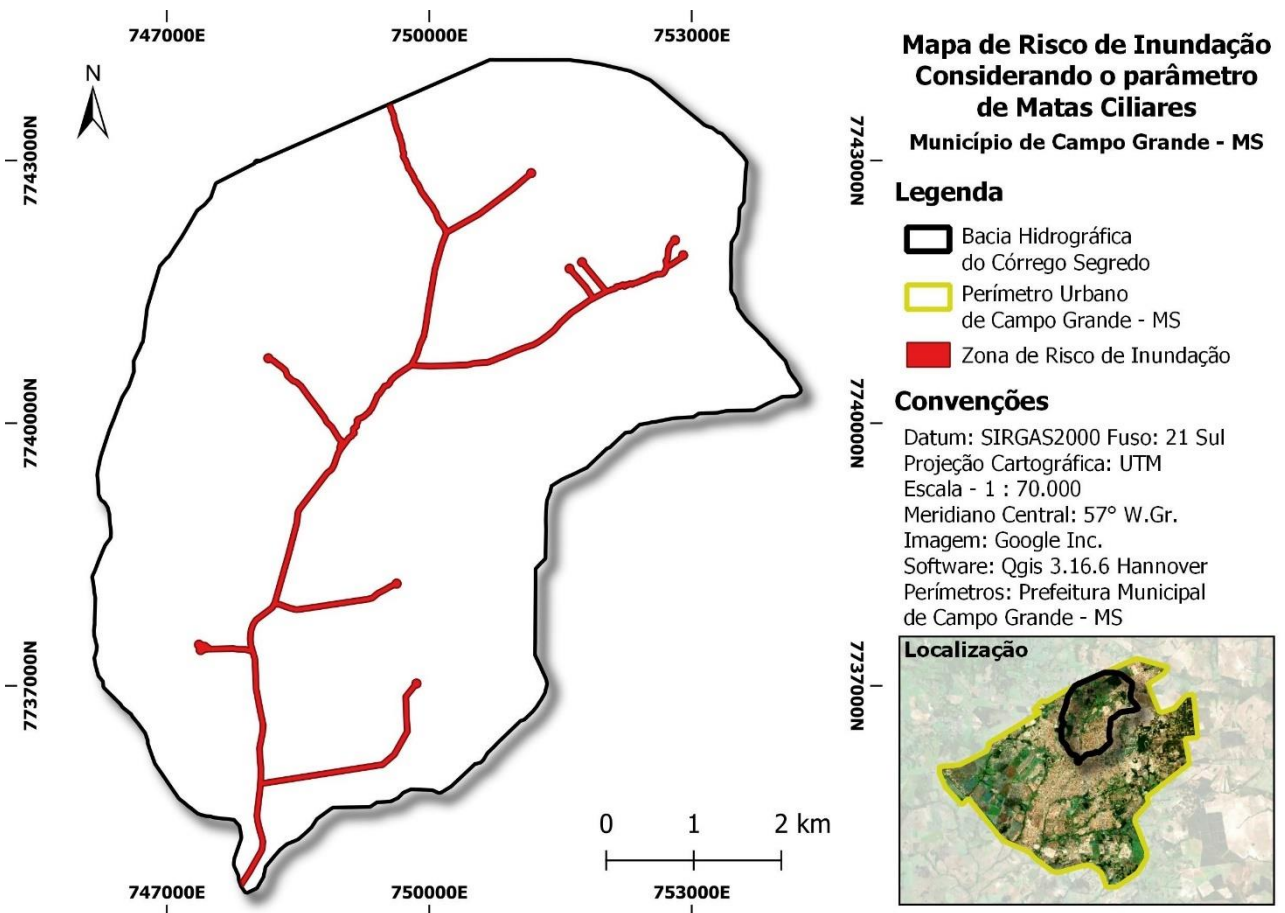 747000E
750000E
753000E
N
7743000N
7743000N
7740000N
7740000N
7737000N
7737000N
0 1 2 km
747000E
750000E
753000E
Mapa de Risco de Inundação
Considerando o parâmetro
de Matas Ciliares
Município de Campo Grande - MS
Legenda
Bacia Hidrográfica
do Córrego Segredo
Perímetro Urbano
de Campo Grande - MS
Zona de Risco de Inundação
Convenções
Datum: SIRGAS2000 Fuso: 21 Sul
Projeção Cartográfica: UTM
Escala - 1 : 70.000
Meridiano Central: 57° W.Gr.
Imagem: Google Inc.
Software: Qgis 3.16.6 Hannover
Perímetros: Prefeitura Municipal
de Campo Grande - MS
Localização